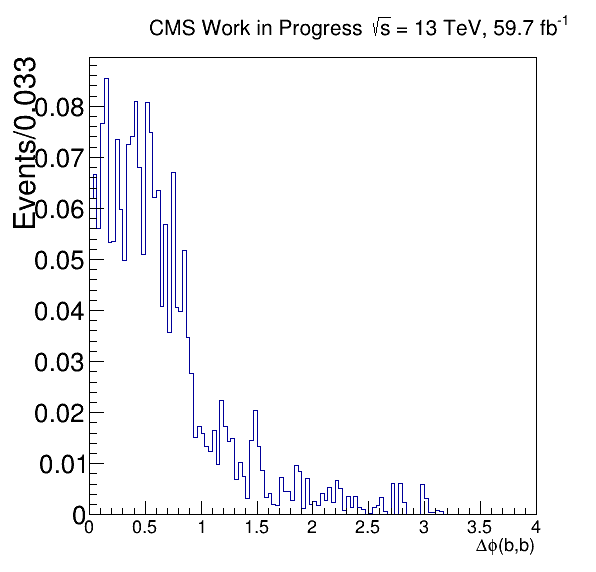 CMS Work in Progress √s = 13 TeV, 59.7 fb⁻¹
Events/0.033
0.08
0.07
0.06
0.05
0.04
0.03
0.02
0.01
0
0 0.5 1 1.5 2 2.5 3 3.5 4
Δϕ(b,b)